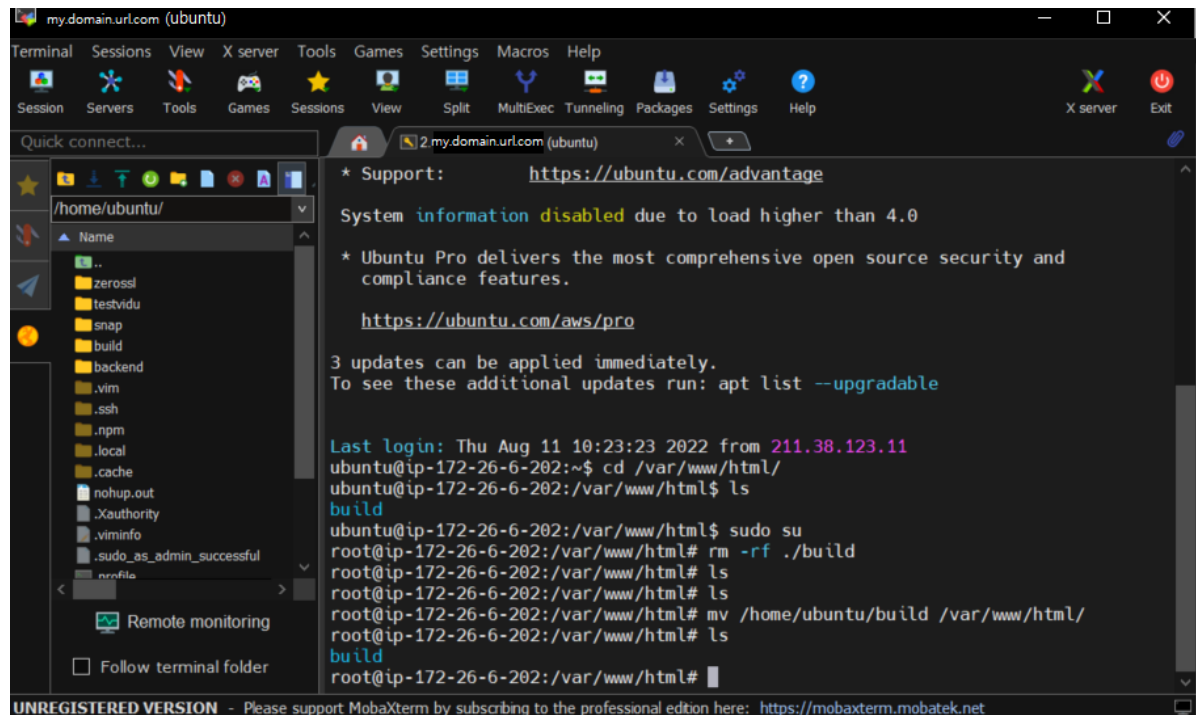 my.domain.url.com (ubuntu)
Terminal Sessions View X server Tools Games Settings Macros Help
Session Servers Tools Games Sessions View Split MultiExec Tunneling Packages Settings Help X server Exit
Quick connect...
2.my.domain.url.com (ubuntu)
/home/ubuntu/
Name
..
zerossl
testvidu
snap
build
backend
.vim
.ssh
.npm
.local
.cache
nohup.out
.Xauthority
.viminfo
.sudo_as_admin_successful
.profile
Remote monitoring
Follow terminal folder
* Support: https://ubuntu.com/advantage
System information disabled due to load higher than 4.0
* Ubuntu Pro delivers the most comprehensive open source security and
compliance features.
https://ubuntu.com/aws/pro
3 updates can be applied immediately.
To see these additional updates run: apt list --upgradable
Last login: Thu Aug 11 10:23:23 2022 from 211.38.123.11
ubuntu@ip-172-26-6-202:~$ cd /var/www/html/
ubuntu@ip-172-26-6-202:/var/www/html$ ls
build
ubuntu@ip-172-26-6-202:/var/www/html$ sudo su
root@ip-172-26-6-202:/var/www/html# rm -rf ./build
root@ip-172-26-6-202:/var/www/html# ls
root@ip-172-26-6-202:/var/www/html# ls
root@ip-172-26-6-202:/var/www/html# mv /home/ubuntu/build /var/www/html/
root@ip-172-26-6-202:/var/www/html# ls
build
root@ip-172-26-6-202:/var/www/html#
UNREGISTERED VERSION - Please support MobaXterm by subscribing to the professional edition here: https://mobaxterm.mobatek.net